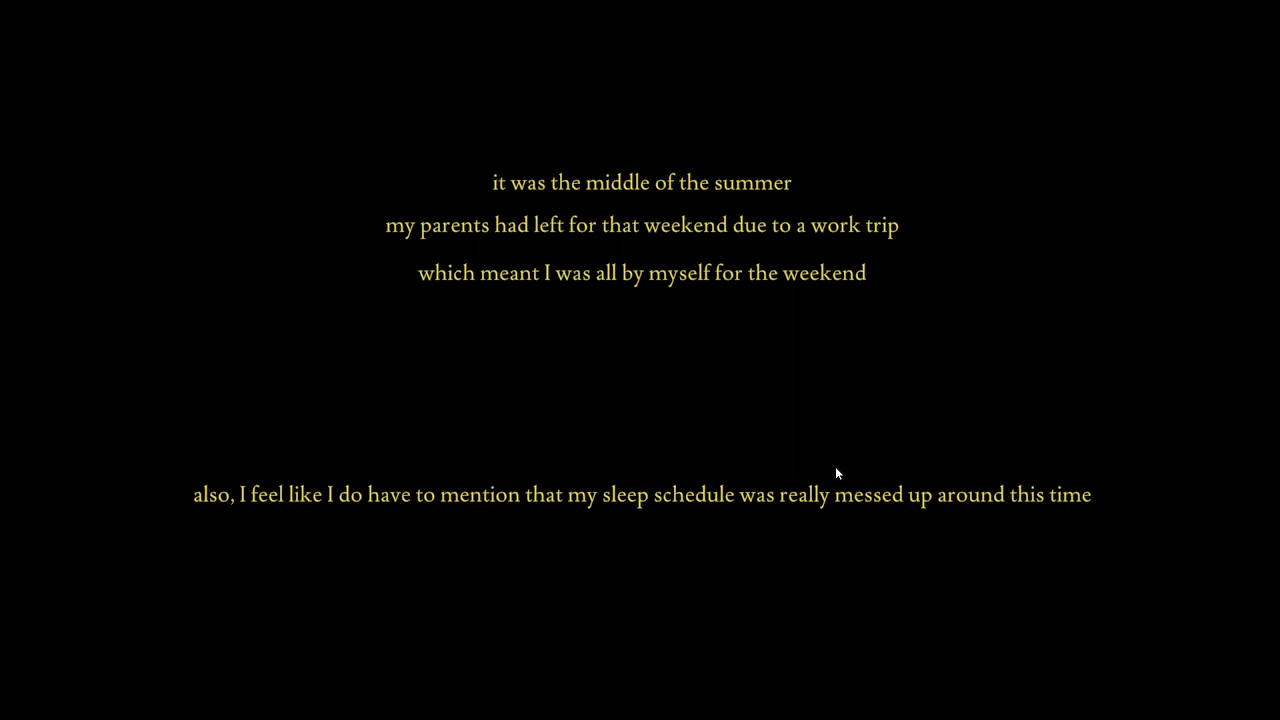 it was the middle of the summer
my parents had left for that weekend due to a work trip
which meant I was all by myself for the weekend
also, I feel like I do have to mention that my sleep schedule was really messed up around this time